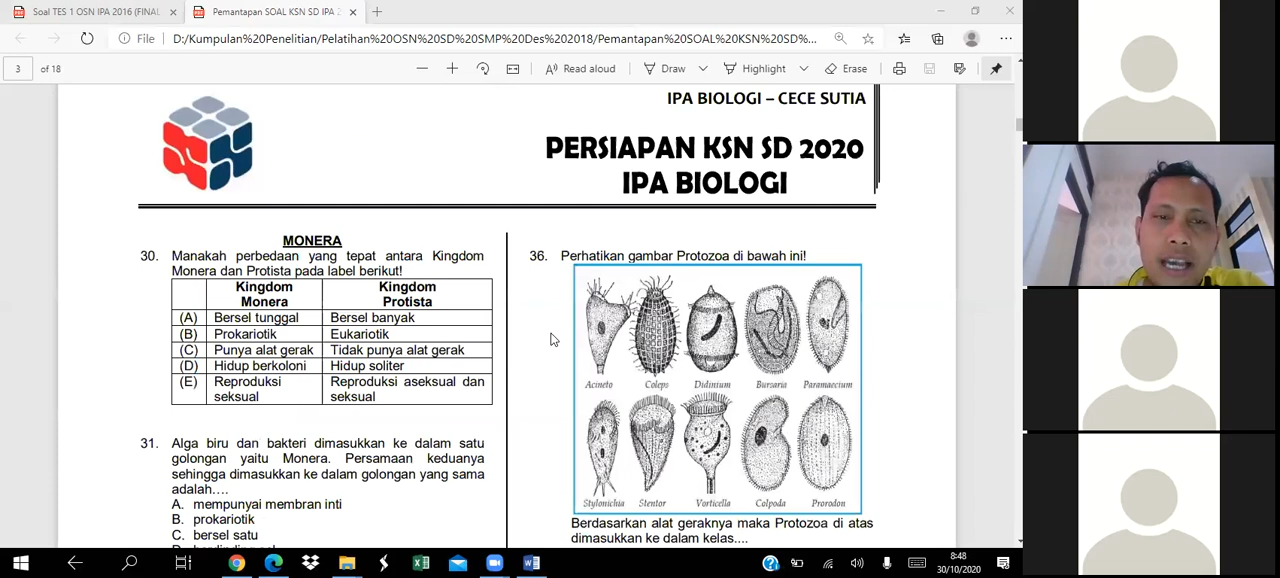 Soal TES 1 OSN IPA 2016 (FINAL
Pemantapan SOAL KSN SD IPA 2
File
D:/Kumpulan%20Penelitian/Pelatihan%20OSN%20SD%20SMP%20Des%202018/Pemantapan%20SOAL%20KSN%20SD%...
3 of 18
Read aloud
Draw
Highlight
Erase
IPA BIOLOGI – CECE SUTIA
PERSIAPAN KSN SD 2020
IPA BIOLOGI
MONERA
30. Manakah perbedaan yang tepat antara Kingdom
Monera dan Protista pada label berikut!
Kingdom Monera Kingdom Protista
(A) Bersel tunggal Bersel banyak
(B) Prokariotik Eukariotik
(C) Punya alat gerak Tidak punya alat gerak
(D) Hidup berkoloni Hidup soliter
(E) Reproduksi seksual Reproduksi aseksual dan seksual
31. Alga biru dan bakteri dimasukkan ke dalam satu
golongan yaitu Monera. Persamaan keduanya
sehingga dimasukkan ke dalam golongan yang sama
adalah....
A. mempunyai membran inti
B. prokariotik
C. bersel satu
36. Perhatikan gambar Protozoa di bawah ini!
Acineto Coleps Didinium Bursaria Paramaecium
Stylonichia Stentor Vorticella Colpoda Prorodon
Berdasarkan alat geraknya maka Protozoa di atas
dimasukkan ke dalam kelas....
8:48
30/10/2020